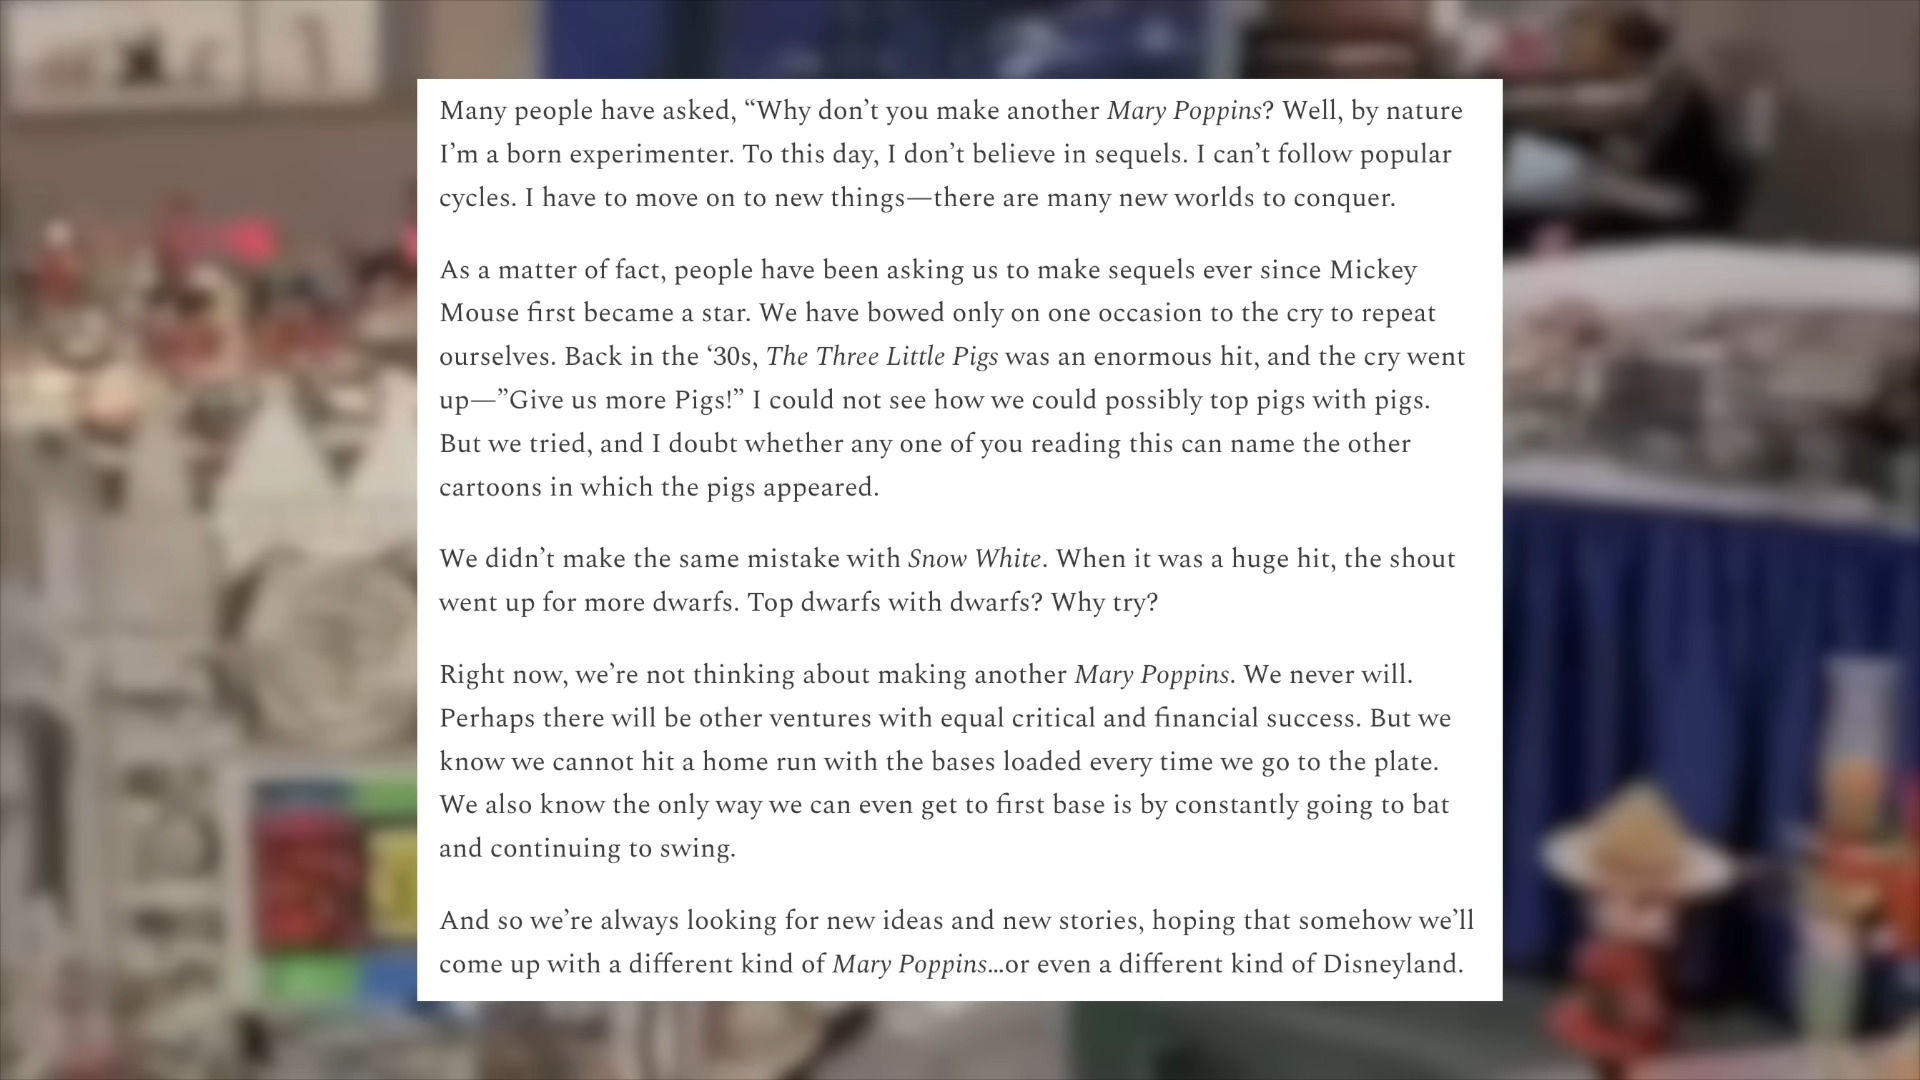 Many people have asked, “Why don’t you make another Mary Poppins? Well, by nature
I’m a born experimenter. To this day, I don’t believe in sequels. I can’t follow popular
cycles. I have to move on to new things—there are many new worlds to conquer.
As a matter of fact, people have been asking us to make sequels ever since Mickey
Mouse first became a star. We have bowed only on one occasion to the cry to repeat
ourselves. Back in the ‘30s, The Three Little Pigs was an enormous hit, and the cry went
up—”Give us more Pigs!” I could not see how we could possibly top pigs with pigs.
But we tried, and I doubt whether any one of you reading this can name the other
cartoons in which the pigs appeared.
We didn’t make the same mistake with Snow White. When it was a huge hit, the shout
went up for more dwarfs. Top dwarfs with dwarfs? Why try?
Right now, we’re not thinking about making another Mary Poppins. We never will.
Perhaps there will be other ventures with equal critical and financial success. But we
know we cannot hit a home run with the bases loaded every time we go to the plate.
We also know the only way we can even get to first base is by constantly going to bat
and continuing to swing.
And so we’re always looking for new ideas and new stories, hoping that somehow we’ll
come up with a different kind of Mary Poppins…or even a different kind of Disneyland.